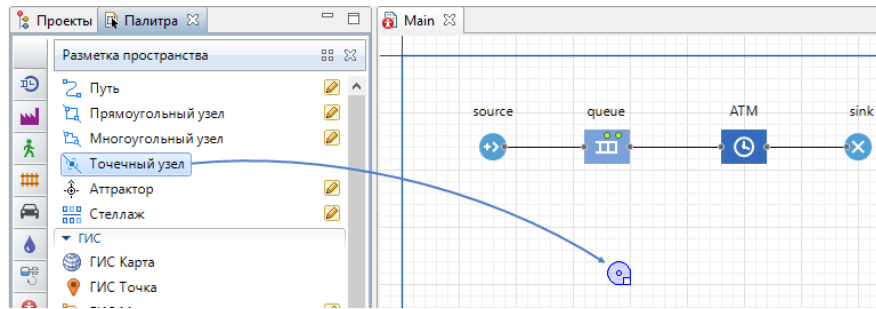 Проекты Палитра Main
Разметка пространства
Путь
Прямоугольный узел
Многоугольный узел
Точечный узел
Аттрактор
Стеллаж
ГИС
ГИС Карта
ГИС Точка
source queue ATM sink